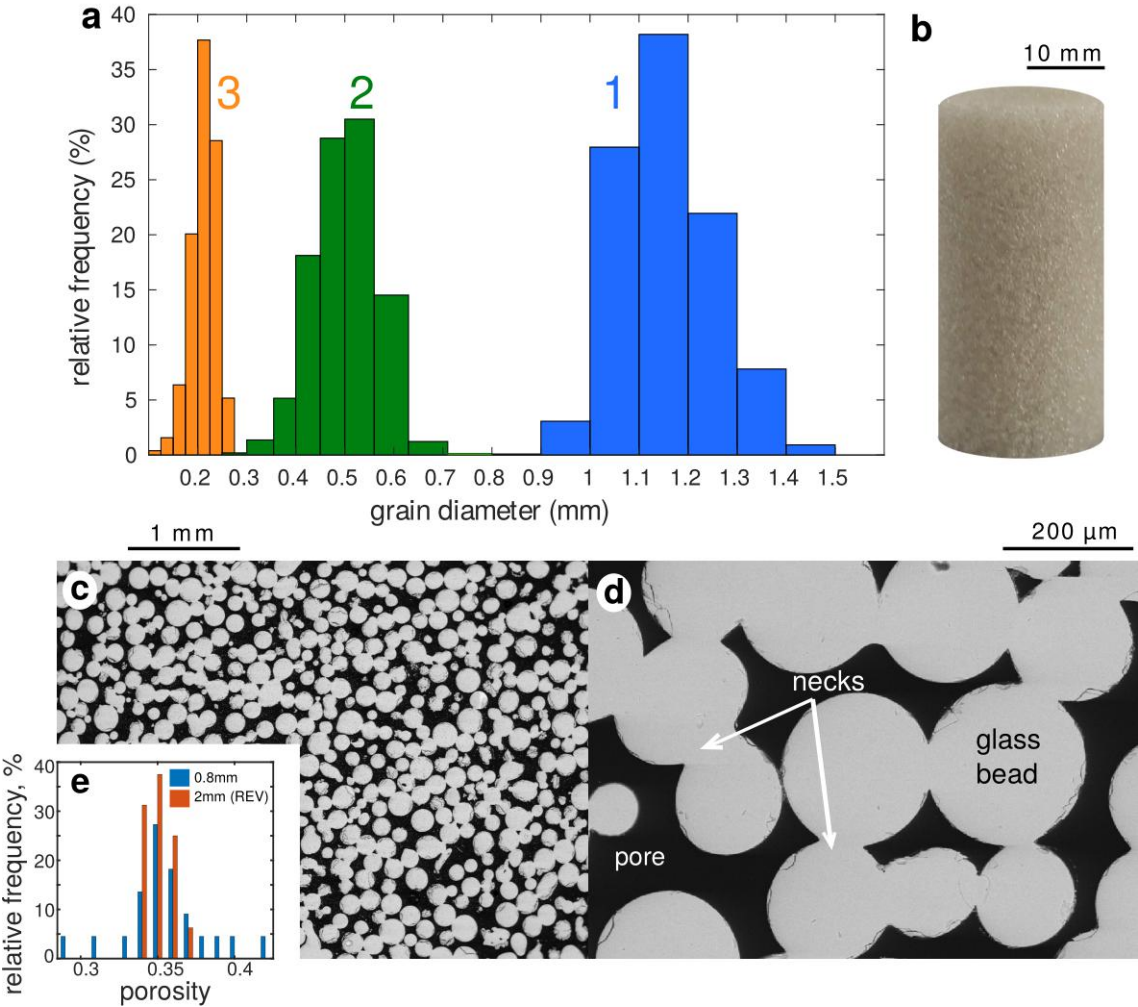 a
40
35
30
25
20
15
10
5
0
relative frequency (%)
3
2
1
0.2 0.3 0.4 0.5 0.6 0.7 0.8 0.9 1 1.1 1.2 1.3 1.4 1.5
grain diameter (mm)
b
10 mm
1 mm
c
200 µm
d
necks
glass
bead
pore
e
40
30
20
10
0
relative frequency, %
0.8mm
2mm (REV)
0.3 0.35 0.4
porosity